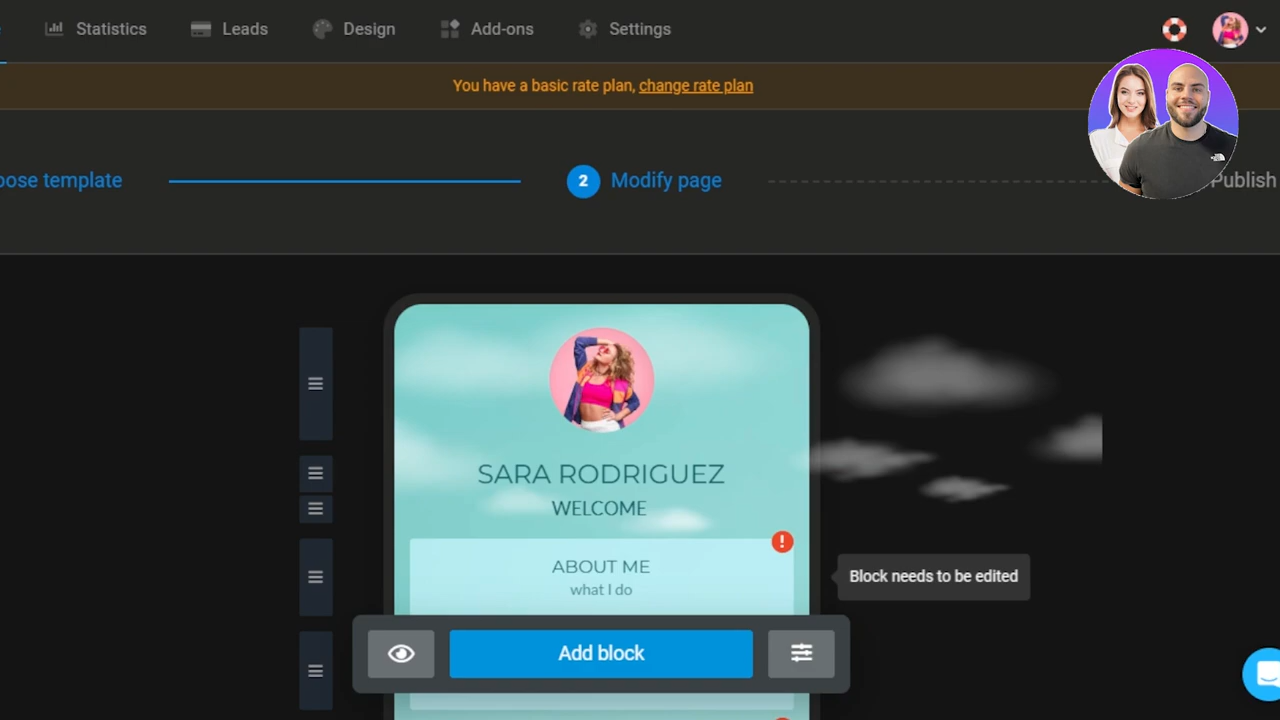 Statistics Leads Design Add-ons Settings
You have a basic rate plan, change rate plan
oose template 2 Modify page Publish
SARA RODRIGUEZ
WELCOME
!
ABOUT ME
what I do
Block needs to be edited
Add block